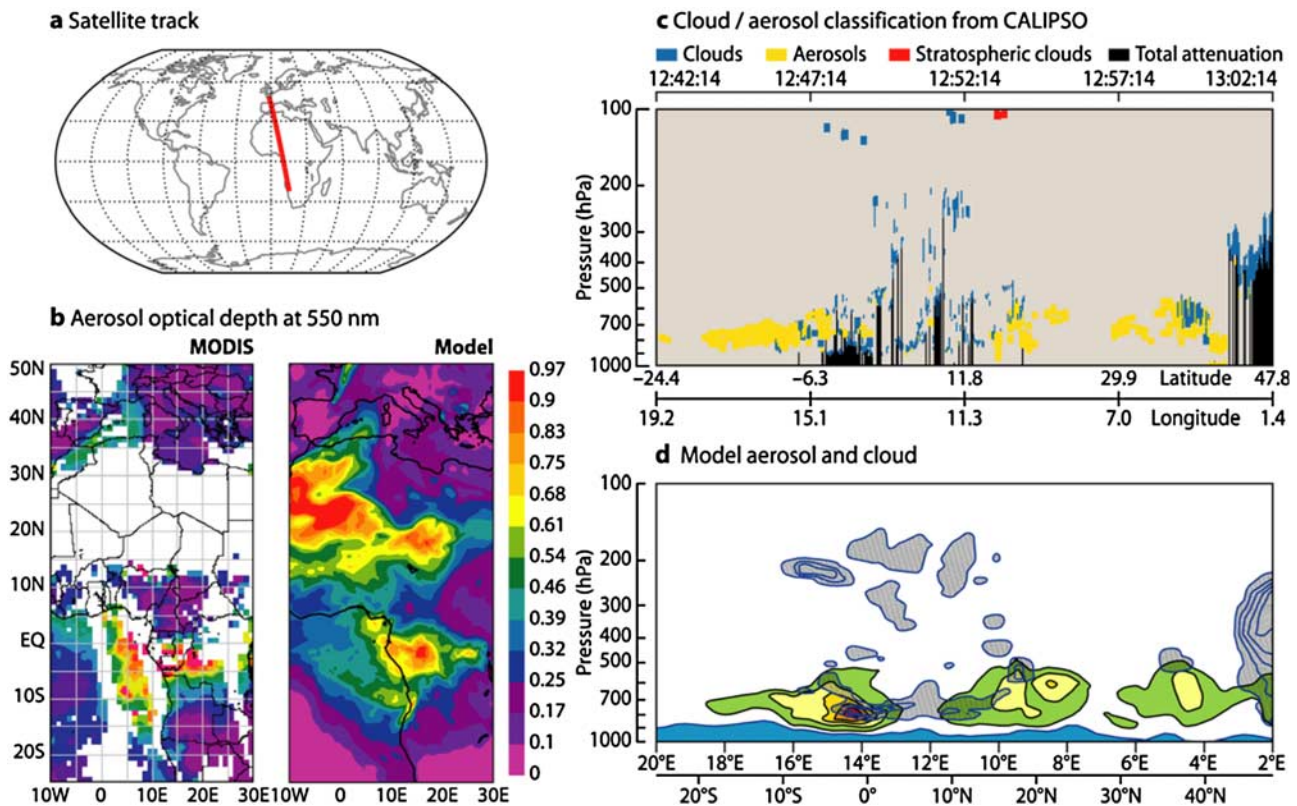 a Satellite track
b Aerosol optical depth at 550 nm
MODIS Model
50N
40N
30N
20N
10N
EQ
10S
20S
10W 0 10E 20E 30E
10W 0 10E 20E 30E
0.97
0.9
0.83
0.75
0.68
0.61
0.54
0.46
0.39
0.32
0.25
0.17
0.1
0
c Cloud / aerosol classification from CALIPSO
Clouds Aerosols Stratospheric clouds Total attenuation
12:42:14 12:47:14 12:52:14 12:57:14 13:02:14
Pressure (hPa)
100
200
300
400
500
700
1000
−24.4 −6.3 11.8 29.9 Latitude 47.8
19.2 15.1 11.3 7.0 Longitude 1.4
d Model aerosol and cloud
Pressure (hPa)
100
200
300
400
500
700
1000
20°E 18°E 16°E 14°E 12°E 10°E 8°E 6°E 4°E 2°E
20°S 10°S 0° 10°N 20°N 30°N 40°N